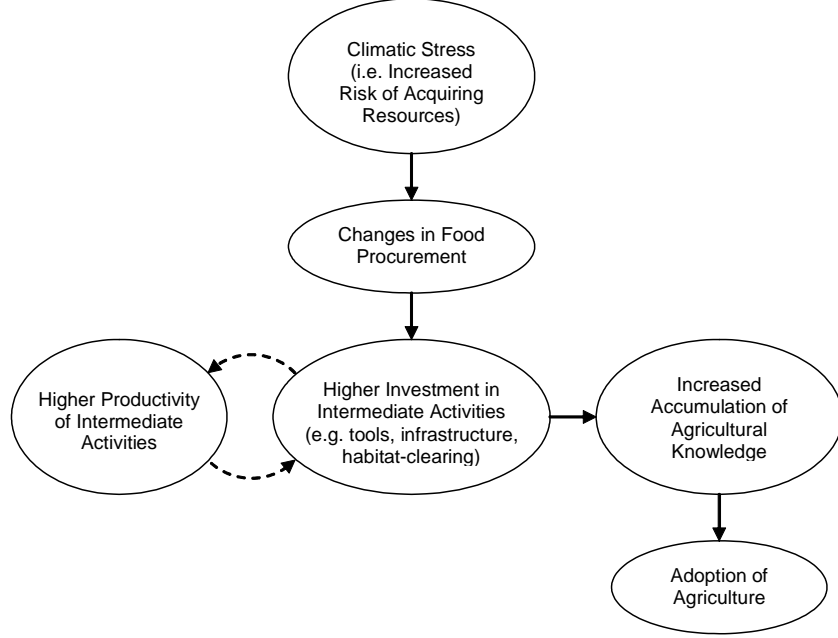 Climatic Stress
(i.e. Increased
Risk of Acquiring
Resources)
Changes in Food
Procurement
Higher Productivity
of Intermediate
Activities
Higher Investment in
Intermediate Activities
(e.g. tools, infrastructure,
habitat-clearing)
Increased
Accumulation of
Agricultural
Knowledge
Adoption of
Agriculture